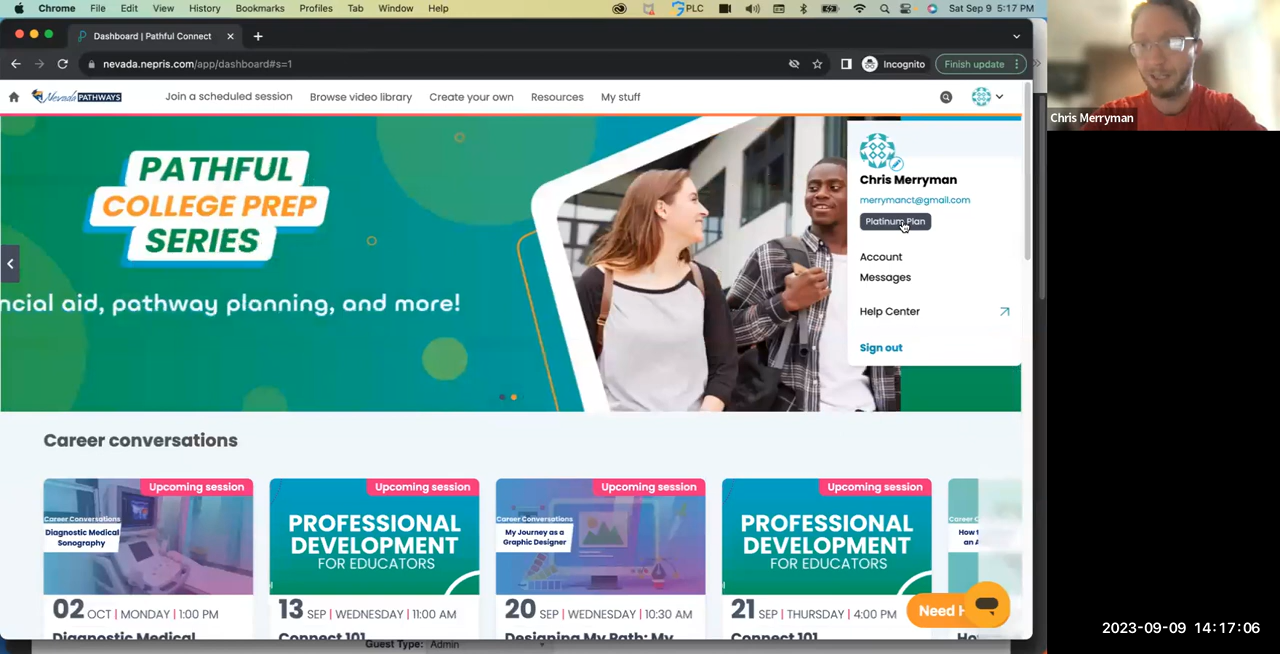 Chrome File Edit View History Bookmarks Profiles Tab Window Help PLC Sat Sep 9 5:17 PM
Dashboard | Pathful Connect
nevada.nepris.com/app/dashboard#s=1 Incognito Finish update
Nevada PATHWAYS Join a scheduled session Browse video library Create your own Resources My stuff
PATHFUL
COLLEGE PREP
SERIES
ncial aid, pathway planning, and more!
Chris Merryman
merrymanct@gmail.com
Platinum Plan
Account
Messages
Help Center
Sign out
Chris Merryman
Career conversations
Upcoming session
Career Conversations
Diagnostic Medical
Sonography
02 OCT | MONDAY | 1:00 PM
Diagnostic Medical
Upcoming session
PROFESSIONAL
DEVELOPMENT
FOR EDUCATORS
13 SEP | WEDNESDAY | 11:00 AM
Connect 101
Upcoming session
Career Conversations
My Journey as a
Graphic Designer
20 SEP | WEDNESDAY | 10:30 AM
Designing My Path: My
Upcoming session
PROFESSIONAL
DEVELOPMENT
FOR EDUCATORS
21 SEP | THURSDAY | 4:00 PM
Connect 101
Career C
How t
an A
Need H
Guest Type: Admin
2023-09-09 14:17:06